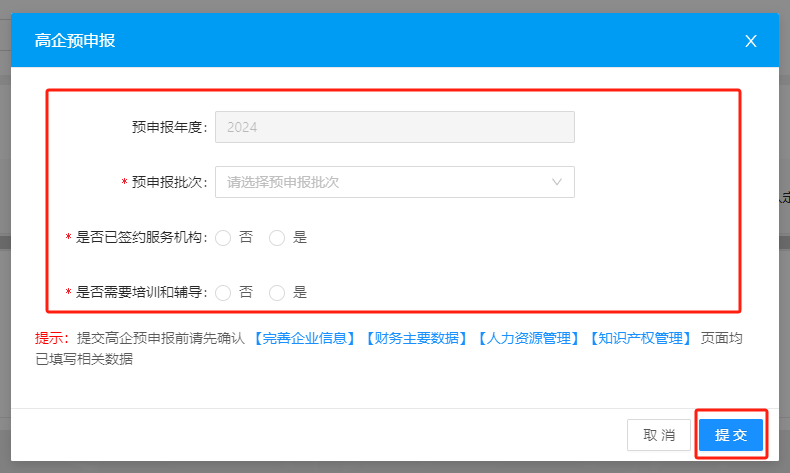 高企预申报
预申报年度：
2024
* 预申报批次：
请选择预申报批次
* 是否已签约服务机构：
否
是
* 是否需要培训和辅导：
否
是
提示：提交高企预申报前请先确认 【完善企业信息】【财务主要数据】【人力资源管理】【知识产权管理】 页面均
已填写相关数据
取 消
提 交